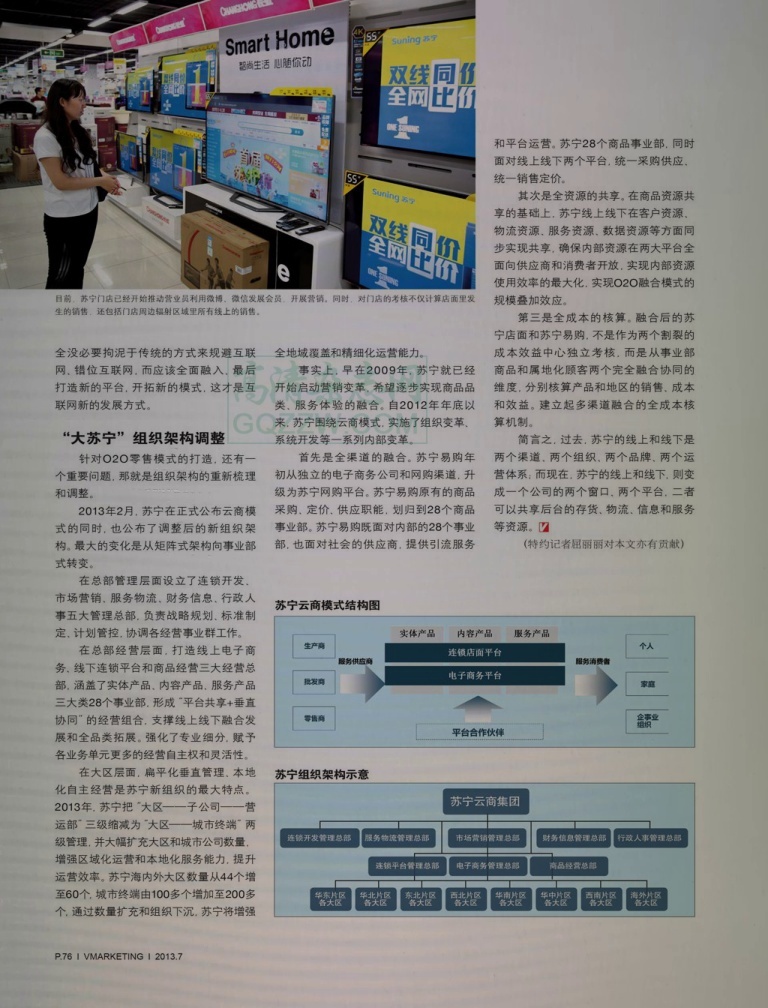 CHANGHONG
CHANGHONG
CHANGHONG
Smart Home
智尚生活 心随你动
Suning 苏宁
双线同价
全网比价
ONE SUNING
1
55"
4K
Suning 苏宁
双线同价
全网比价
ONE SUNING
1
55"
首届
e
目前，苏宁门店已经开始推动营业员利用微博、微信发展会员、开展营销。同时，对门店的考核不仅计算店面里发
生的销售，还包括门店周边辐射区域里所有线上的销售。
全没必要拘泥于传统的方式来规避互联
网、错位互联网，而应该全面融入，最后
打造新的平台、开拓新的模式，这才是互
联网新的发展方式。
“大苏宁”组织架构调整
针对O2O零售模式的打造，还有一
个重要问题，那就是组织架构的重新梳理
和调整。
2013年2月，苏宁在正式公布云商模
式的同时，也公布了调整后的新组织架
构。最大的变化是从矩阵式架构向事业部
式转变。
在总部管理层面设立了连锁开发、
市场营销、服务物流、财务信息、行政人
事五大管理总部，负责战略规划、标准制
定、计划管控、协调各经营事业群工作。
在总部经营层面，打造线上电子商
务、线下连锁平台和商品经营三大经营总
部，涵盖了实体产品、内容产品、服务产品
三大类28个事业部，形成“平台共享+垂直
协同”的经营组合，支撑线上线下融合发
展和全品类拓展。强化了专业细分，赋予
各业务单元更多的经营自主权和灵活性。
在大区层面，扁平化垂直管理、本地
化自主经营是苏宁新组织的最大特点。
2013年，苏宁把“大区——子公司——营
运部”三级缩减为“大区——城市终端”两
级管理，并大幅扩充大区和城市公司数量，
增强区域化运营和本地化服务能力，提升
运营效率。苏宁海内外大区数量从44个增
至60个，城市终端由100多个增加至200多
个，通过数量扩充和组织下沉，苏宁将增强
全地域覆盖和精细化运营能力。
事实上，早在2009年，苏宁就已经
开始启动营销变革，希望逐步实现商品品
类、服务体验的融合。自2012年年底以
来，苏宁围绕云商模式，实施了组织变革、
系统开发等一系列内部变革。
首先是全渠道的融合。苏宁易购年
初从独立的电子商务公司和网购渠道，升
级为苏宁网购平台。苏宁易购原有的商品
采购、定价、供应职能，划归到28个商品
事业部。苏宁易购既面对内部的28个事业
部，也面对社会的供应商，提供引流服务
和平台运营。苏宁28个商品事业部，同时
面对线上线下两个平台，统一采购供应、
统一销售定价。
其次是全资源的共享。在商品资源共
享的基础上，苏宁线上线下在客户资源、
物流资源、服务资源、数据资源等方面同
步实现共享，确保内部资源在两大平台全
面向供应商和消费者开放，实现内部资源
使用效率的最大化，实现O2O融合模式的
规模叠加效应。
第三是全成本的核算。融合后的苏
宁店面和苏宁易购，不是作为两个割裂的
成本效益中心独立考核，而是从事业部
商品和属地化顾客两个完全融合协同的
维度，分别核算产品和地区的销售、成本
和效益。建立起多渠道融合的全成本核
算机制。
简言之，过去，苏宁的线上和线下是
两个渠道、两个组织、两个品牌、两个运
营体系；而现在，苏宁的线上和线下，则变
成一个公司的两个窗口、两个平台，二者
可以共享后台的存货、物流、信息和服务
等资源。
（特约记者屈丽丽对本文亦有贡献）
高清杂志网
GQZZW.COM
苏宁云商模式结构图
实体产品 内容产品 服务产品
生产商
批发商
零售商
服务供应商
连锁店面平台
电子商务平台
服务消费者
个人
家庭
企事业
组织
平台合作伙伴
苏宁组织架构示意
苏宁云商集团
连锁开发管理总部 服务物流管理总部 市场营销管理总部 财务信息管理总部 行政人事管理总部
连锁平台管理总部 电子商务管理总部 商品经营总部
华东片区 华北片区 东北片区 西北片区 华南片区 华中片区 西南片区 海外片区
各大区 各大区 各大区 各大区 各大区 各大区 各大区 各大区
P.76 I VMARKETING I 2013.7